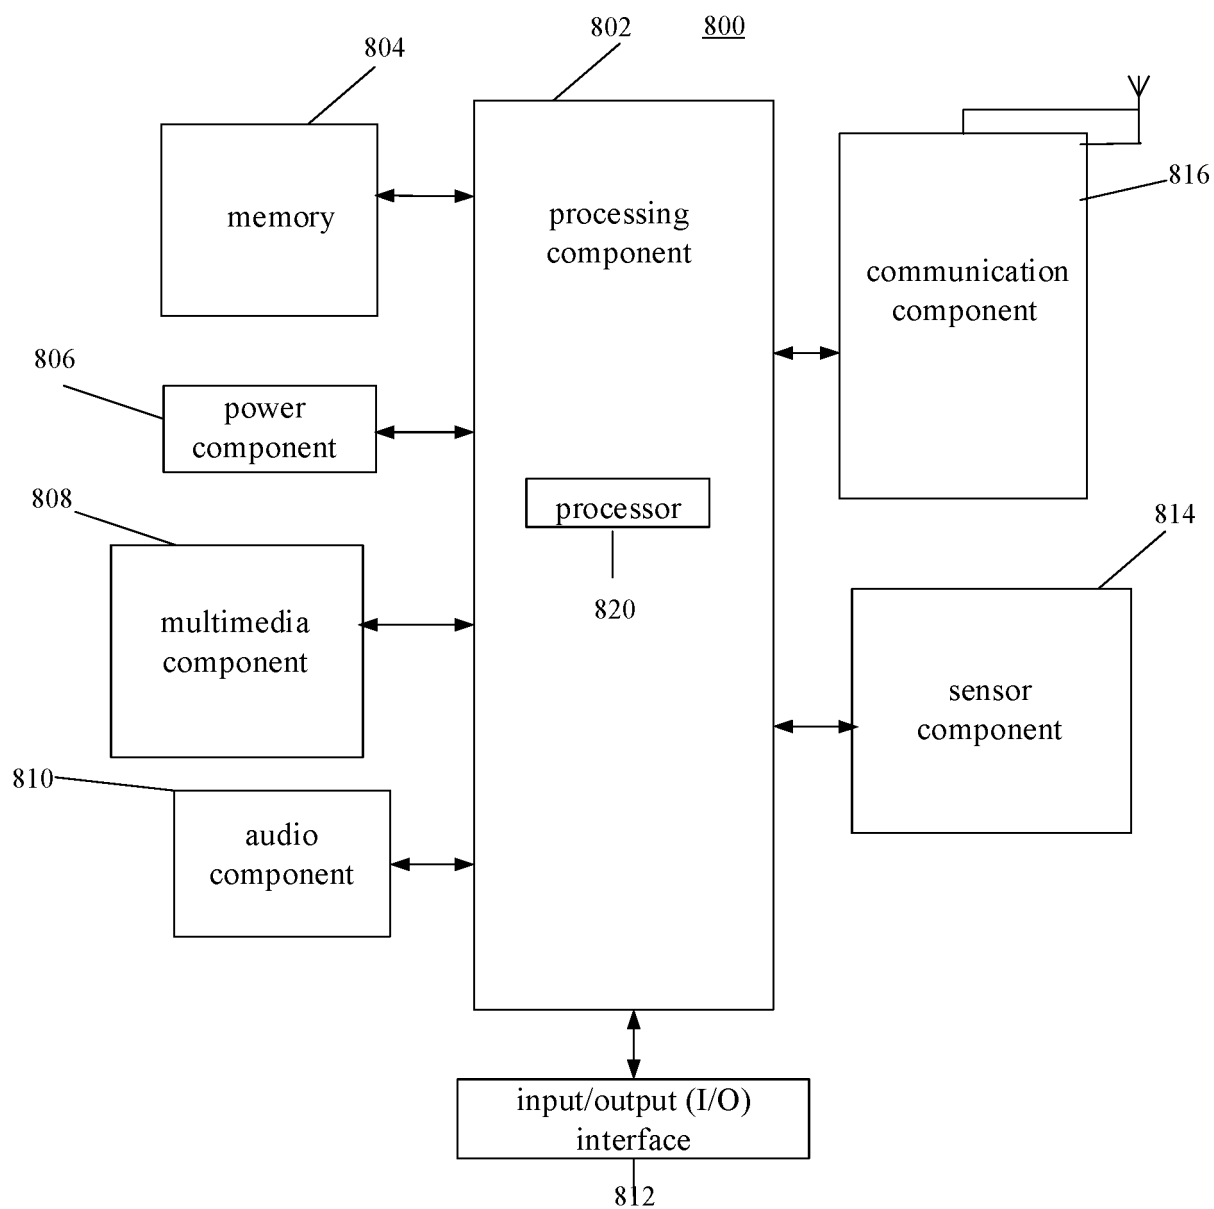 802
800
804
816
memory
processing
component
communication
component
806
power
component
808
processor
820
814
multimedia
component
sensor
component
810
audio
component
input/output (I/O)
interface
812